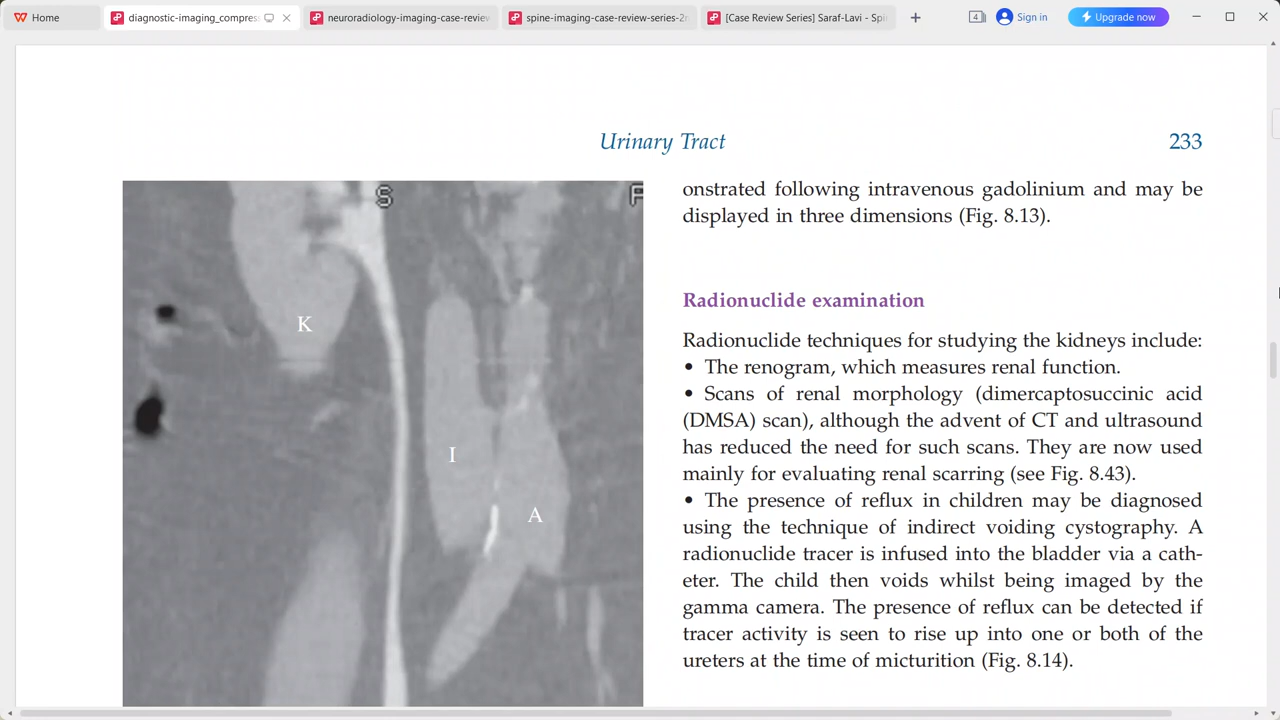 Home
diagnostic-imaging_compres
neuroradiology-imaging-case-review
spine-imaging-case-review-series-2
[Case Review Series] Saraf-Lavi - Spi
4
Sign in
Upgrade now
Urinary Tract
233
S
K
I
A
onstrated following intravenous gadolinium and may be
displayed in three dimensions (Fig. 8.13).
Radionuclide examination
Radionuclide techniques for studying the kidneys include:
• The renogram, which measures renal function.
• Scans of renal morphology (dimercaptosuccinic acid
(DMSA) scan), although the advent of CT and ultrasound
has reduced the need for such scans. They are now used
mainly for evaluating renal scarring (see Fig. 8.43).
• The presence of reflux in children may be diagnosed
using the technique of indirect voiding cystography. A
radionuclide tracer is infused into the bladder via a cath-
eter. The child then voids whilst being imaged by the
gamma camera. The presence of reflux can be detected if
tracer activity is seen to rise up into one or both of the
ureters at the time of micturition (Fig. 8.14).